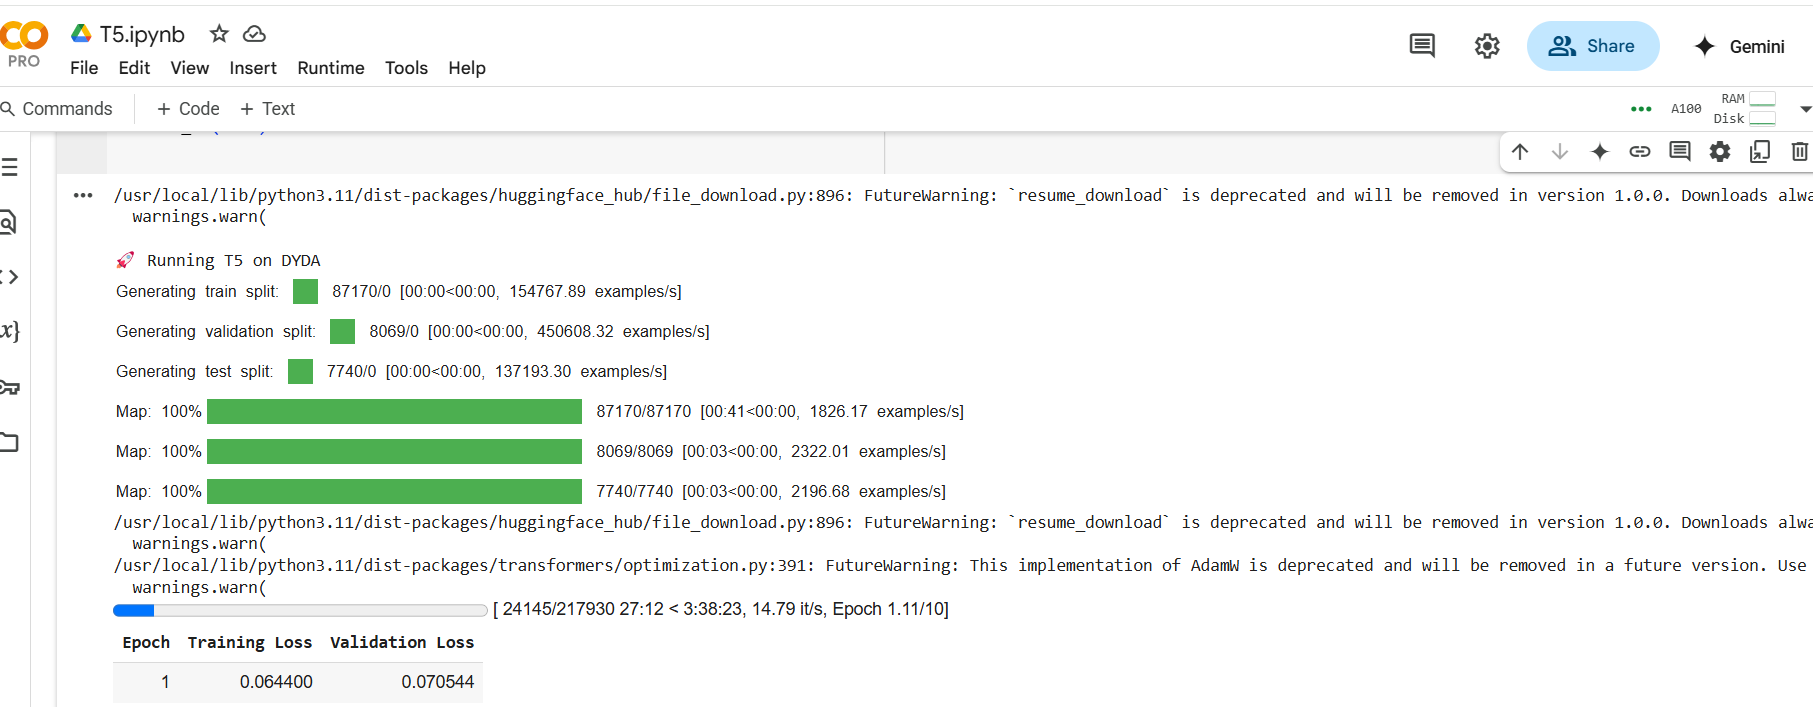 T5.ipynb
PRO
File Edit View Insert Runtime Tools Help
Share
Gemini
Commands + Code + Text
A100
RAM
Disk
/usr/local/lib/python3.11/dist-packages/huggingface_hub/file_download.py:896: FutureWarning: `resume_download` is deprecated and will be removed in version 1.0.0. Downloads
warnings.warn(
🚀 Running T5 on DYDA
Generating train split: 87170/0 [00:00<00:00, 154767.89 examples/s]
Generating validation split: 8069/0 [00:00<00:00, 450608.32 examples/s]
Generating test split: 7740/0 [00:00<00:00, 137193.30 examples/s]
Map: 100% 87170/87170 [00:41<00:00, 1826.17 examples/s]
Map: 100% 8069/8069 [00:03<00:00, 2322.01 examples/s]
Map: 100% 7740/7740 [00:03<00:00, 2196.68 examples/s]
/usr/local/lib/python3.11/dist-packages/huggingface_hub/file_download.py:896: FutureWarning: `resume_download` is deprecated and will be removed in version 1.0.0. Downloads
warnings.warn(
/usr/local/lib/python3.11/dist-packages/transformers/optimization.py:391: FutureWarning: This implementation of AdamW is deprecated and will be removed in a future version. Use
warnings.warn(
[ 24145/217930 27:12 < 3:38:23, 14.79 it/s, Epoch 1.11/10]
Epoch Training Loss Validation Loss
1 0.064400 0.070544